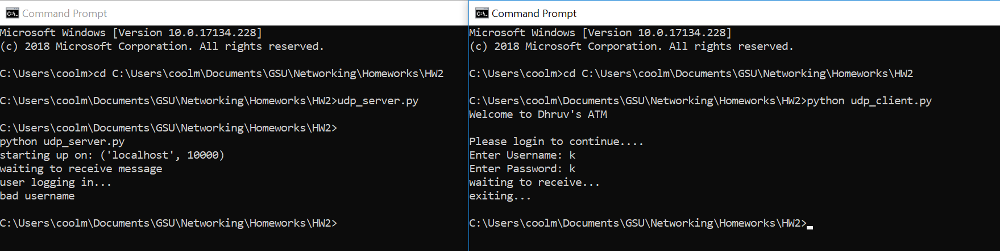 Command Prompt
Microsoft Windows [Version 10.0.17134.228]
(c) 2018 Microsoft Corporation. All rights reserved.
C:\Users\coolm>cd C:\Users\coolm\Documents\GSU\Networking\Homeworks\HW2
C:\Users\coolm\Documents\GSU\Networking\Homeworks\HW2>udp_server.py
C:\Users\coolm\Documents\GSU\Networking\Homeworks\HW2>
python udp_server.py
starting up on: ('localhost', 10000)
waiting to receive message
user logging in...
bad username
C:\Users\coolm\Documents\GSU\Networking\Homeworks\HW2>
Command Prompt
Microsoft Windows [Version 10.0.17134.228]
(c) 2018 Microsoft Corporation. All rights reserved.
C:\Users\coolm>cd C:\Users\coolm\Documents\GSU\Networking\Homeworks\HW2
C:\Users\coolm\Documents\GSU\Networking\Homeworks\HW2>python udp_client.py
Welcome to Dhruv's ATM
Please login to continue....
Enter Username: k
Enter Password: k
waiting to receive...
exiting...
C:\Users\coolm\Documents\GSU\Networking\Homeworks\HW2>